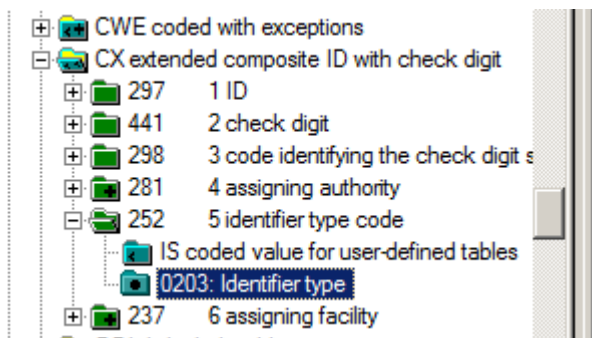 CWE coded with exceptions
CX extended composite ID with check digit
297 1 ID
441 2 check digit
298 3 code identifying the check digit s
281 4 assigning authority
252 5 identifier type code
IS coded value for user-defined tables
0203: Identifier type
237 6 assigning facility